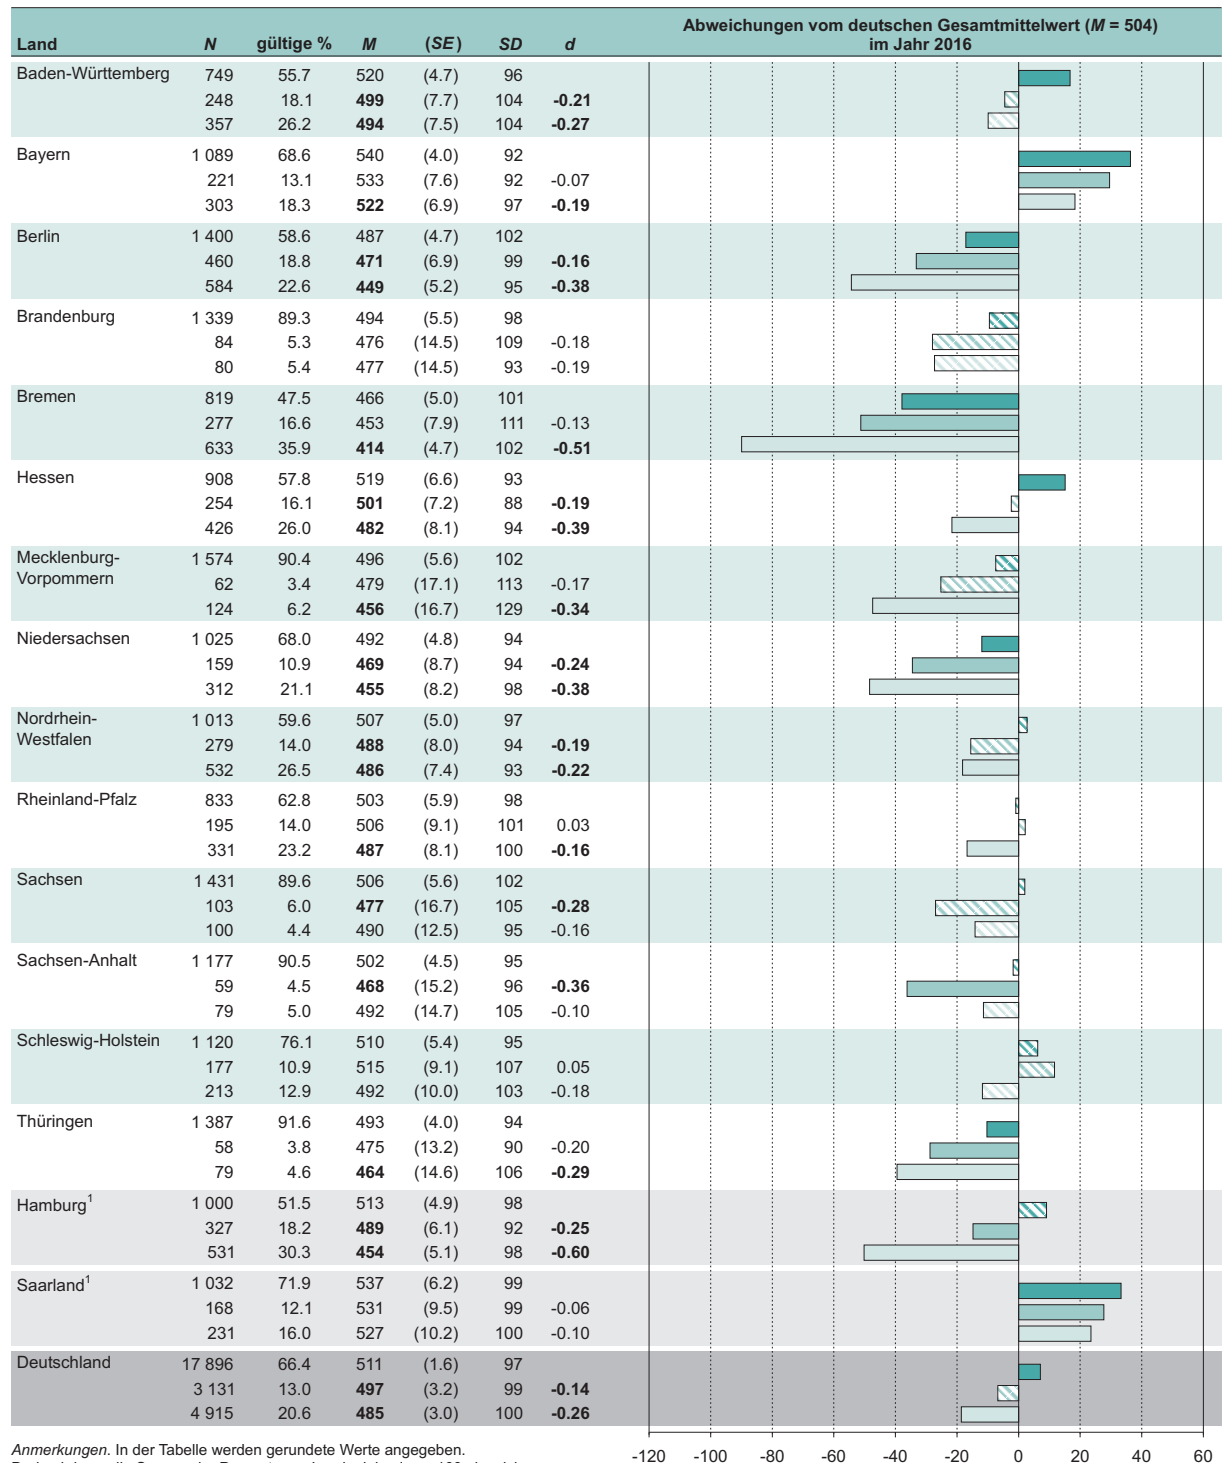 Abweichungen vom deutschen Gesamtmittelwert (M = 504)
Land N gültige % M (SE) SD d im Jahr 2016
Baden-Württemberg 749 55.7 520 (4.7) 96
248 18.1 499 (7.7) 104 -0.21
357 26.2 494 (7.5) 104 -0.27
Bayern 1 089 68.6 540 (4.0) 92
221 13.1 533 (7.6) 92 -0.07
303 18.3 522 (6.9) 97 -0.19
Berlin 1 400 58.6 487 (4.7) 102
460 18.8 471 (6.9) 99 -0.16
584 22.6 449 (5.2) 95 -0.38
Brandenburg 1 339 89.3 494 (5.5) 98
84 5.3 476 (14.5) 109 -0.18
80 5.4 477 (14.5) 93 -0.19
Bremen 819 47.5 466 (5.0) 101
277 16.6 453 (7.9) 111 -0.13
633 35.9 414 (4.7) 102 -0.51
Hessen 908 57.8 519 (6.6) 93
254 16.1 501 (7.2) 88 -0.19
426 26.0 482 (8.1) 94 -0.39
Mecklenburg- 1 574 90.4 496 (5.6) 102
Vorpommern 62 3.4 479 (17.1) 113 -0.17
124 6.2 456 (16.7) 129 -0.34
Niedersachsen 1 025 68.0 492 (4.8) 94
159 10.9 469 (8.7) 94 -0.24
312 21.1 455 (8.2) 98 -0.38
Nordrhein- 1 013 59.6 507 (5.0) 97
Westfalen 279 14.0 488 (8.0) 94 -0.19
532 26.5 486 (7.4) 93 -0.22
Rheinland-Pfalz 833 62.8 503 (5.9) 98
195 14.0 506 (9.1) 101 0.03
331 23.2 487 (8.1) 100 -0.16
Sachsen 1 431 89.6 506 (5.6) 102
103 6.0 477 (16.7) 105 -0.28
100 4.4 490 (12.5) 95 -0.16
Sachsen-Anhalt 1 177 90.5 502 (4.5) 95
59 4.5 468 (15.2) 96 -0.36
79 5.0 492 (14.7) 105 -0.10
Schleswig-Holstein 1 120 76.1 510 (5.4) 95
177 10.9 515 (9.1) 107 0.05
213 12.9 492 (10.0) 103 -0.18
Thüringen 1 387 91.6 493 (4.0) 94
58 3.8 475 (13.2) 90 -0.20
79 4.6 464 (14.6) 106 -0.29
Hamburg¹ 1 000 51.5 513 (4.9) 98
327 18.2 489 (6.1) 92 -0.25
531 30.3 454 (5.1) 98 -0.60
Saarland¹ 1 032 71.9 537 (6.2) 99
168 12.1 531 (9.5) 99 -0.06
231 16.0 527 (10.2) 100 -0.10
Deutschland 17 896 66.4 511 (1.6) 97
3 131 13.0 497 (3.2) 99 -0.14
4 915 20.6 485 (3.0) 100 -0.26
Anmerkungen. In der Tabelle werden gerundete Werte angegeben.
-120 -100 -80 -60 -40 -20 0 20 40 60